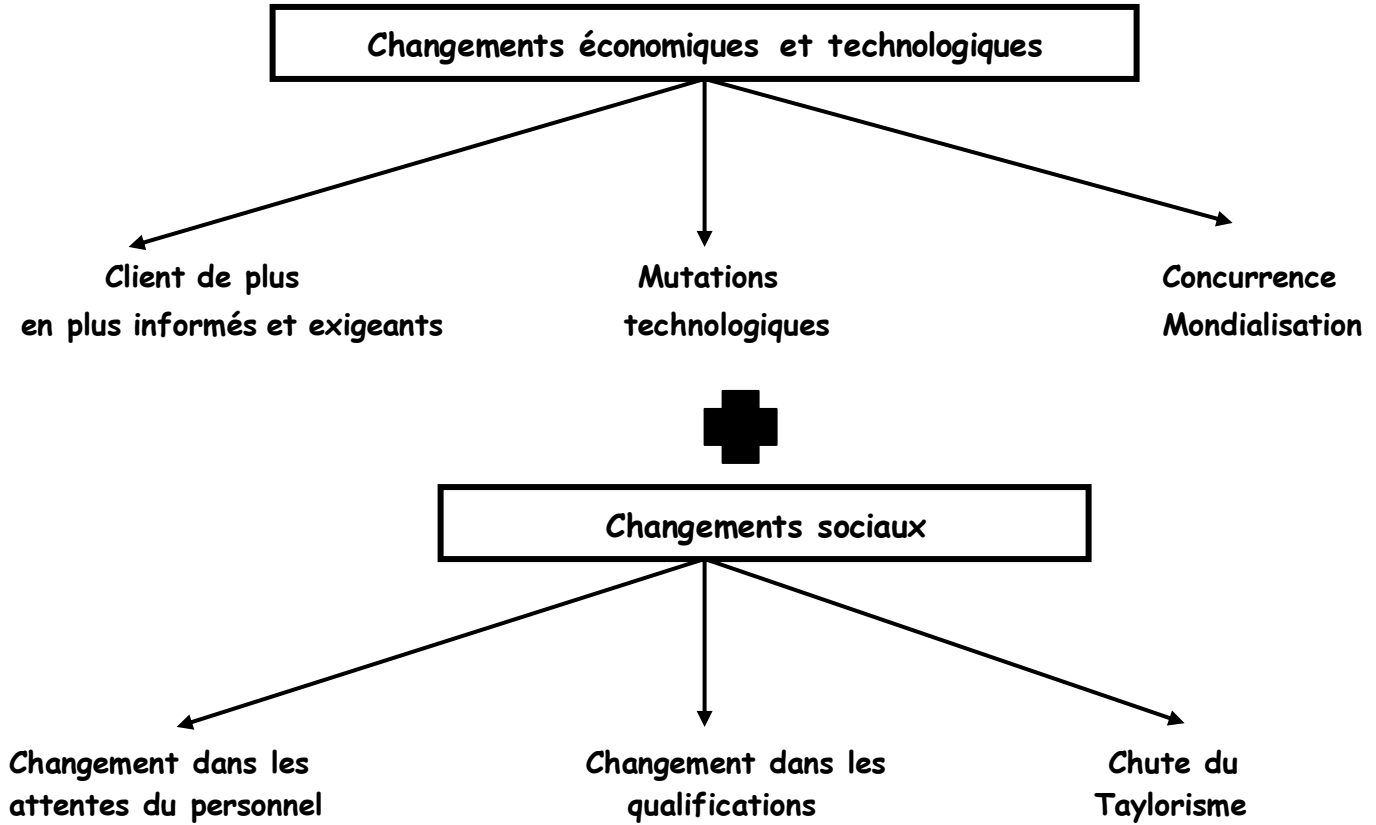 Changements économiques et technologiques
Client de plus
en plus informés et exigeants
Mutations
technologiques
Concurrence
Mondialisation
Changements sociaux
Changement dans les
attentes du personnel
Changement dans les
qualifications
Chute du
Taylorisme